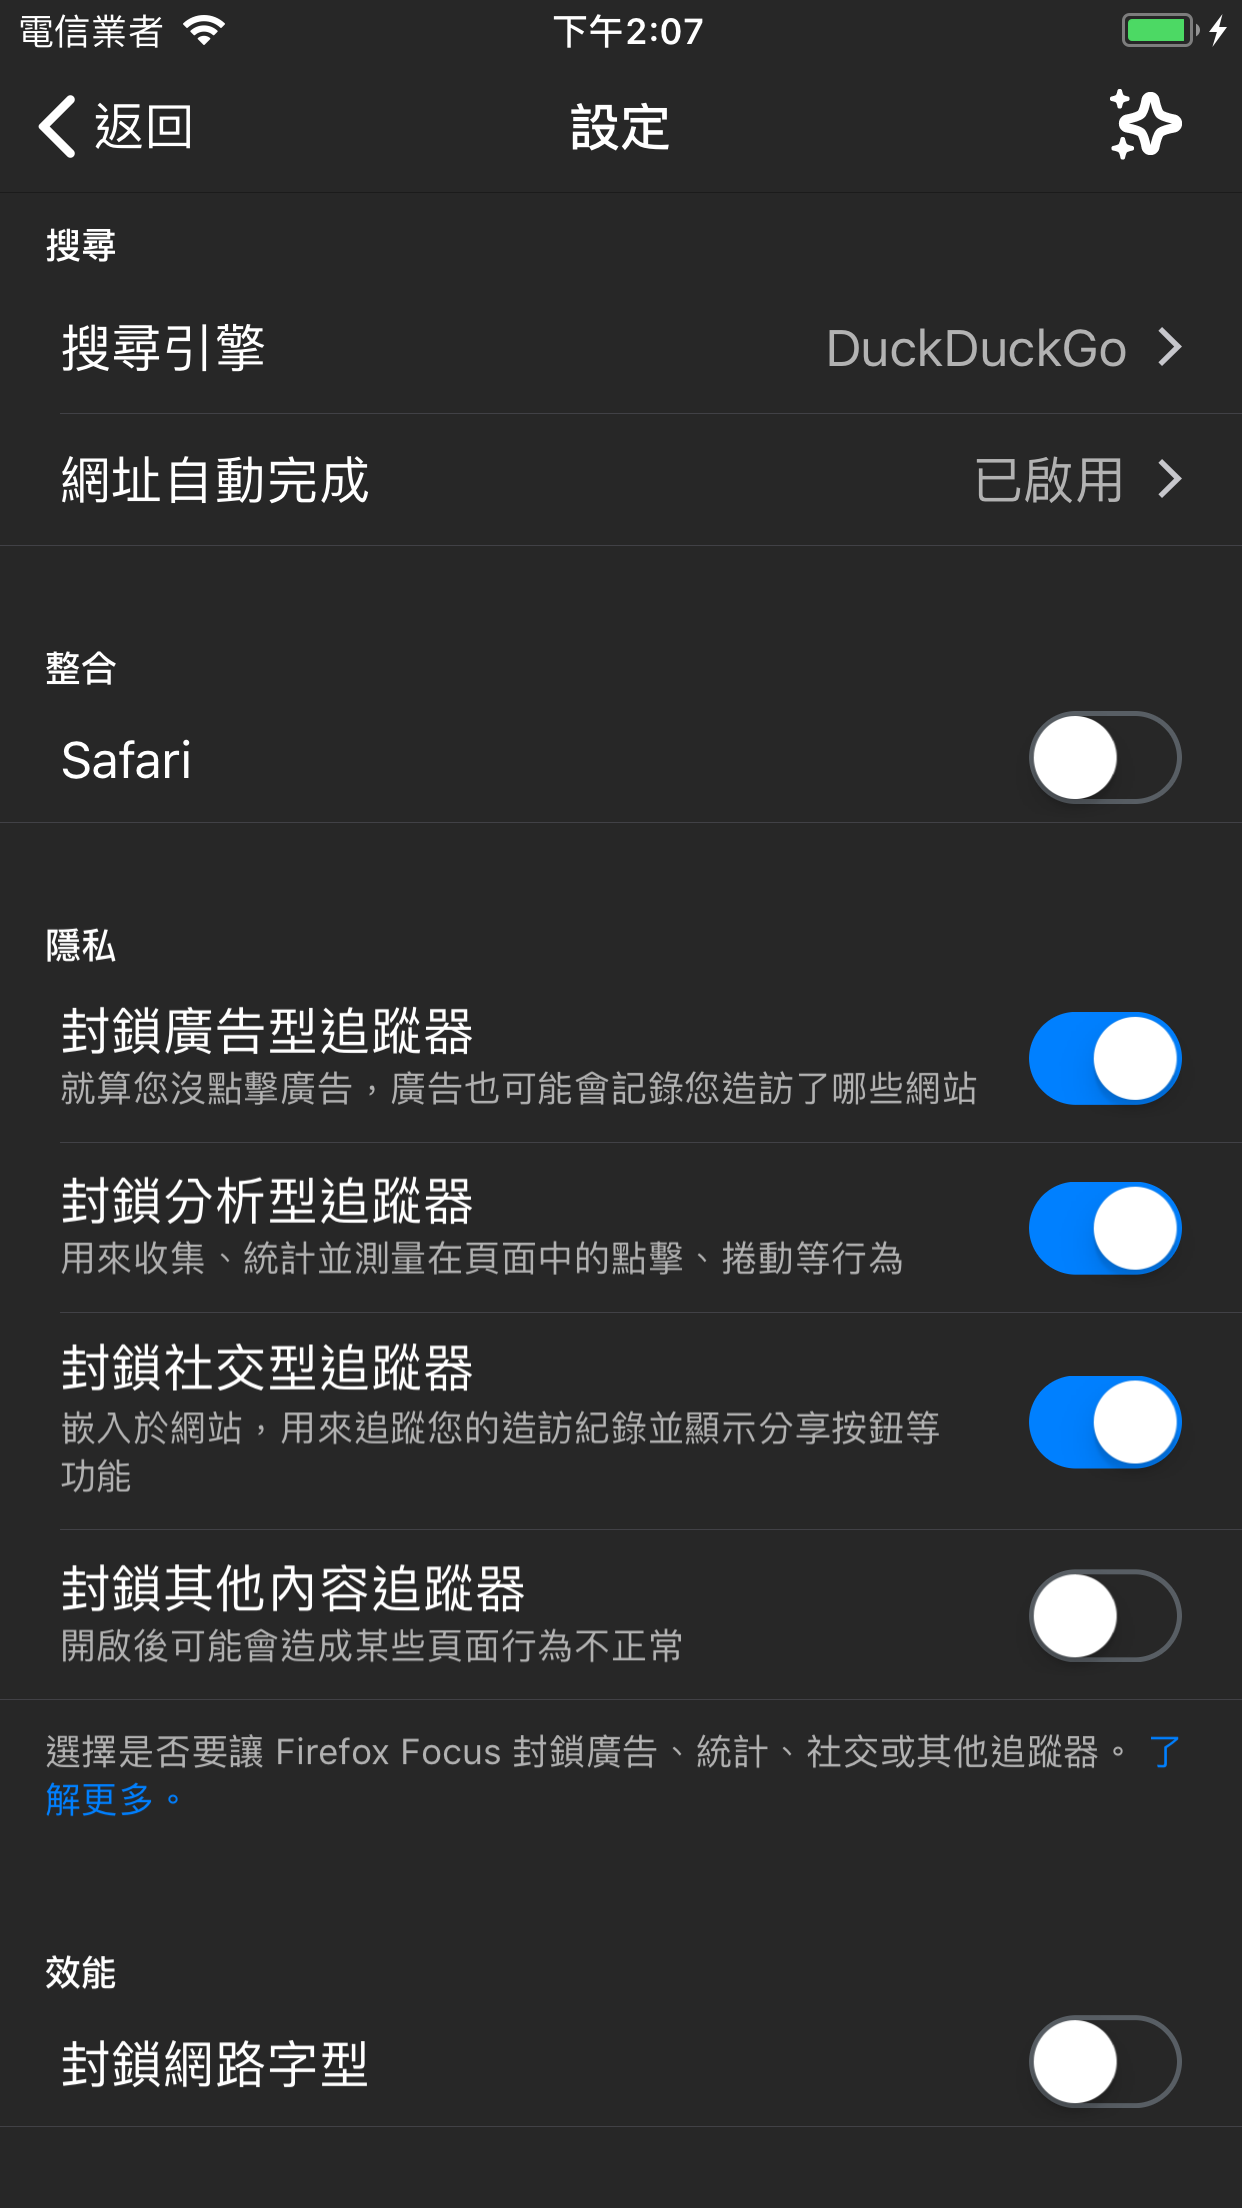 電信業者
下午2:07
返回
設定
搜尋
搜尋引擎
DuckDuckGo
網址自動完成
已啟用
整合
Safari
隱私
封鎖廣告型追蹤器
就算您沒點擊廣告，廣告也可能會記錄您造訪了哪些網站
封鎖分析型追蹤器
用來收集、統計並測量在頁面中的點擊、捲動等行為
封鎖社交型追蹤器
嵌入於網站，用來追蹤您的造訪紀錄並顯示分享按鈕等
功能
封鎖其他內容追蹤器
開啟後可能會造成某些頁面行為不正常
選擇是否要讓 Firefox Focus 封鎖廣告、統計、社交或其他追蹤器。 了
解更多。
效能
封鎖網路字型